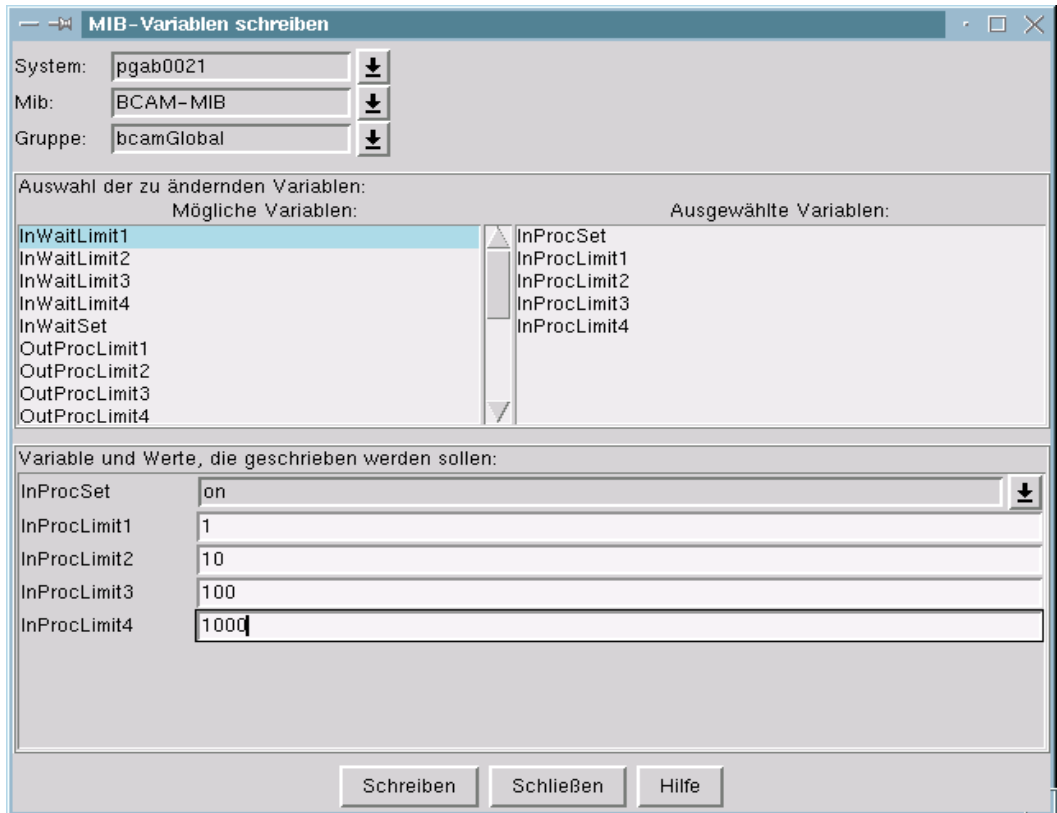 MIB-Variablen schreiben
System: pgab0021
Mib: BCAM-MIB
Gruppe: bcamGlobal
Auswahl der zu ändernden Variablen:
Mögliche Variablen:
InWaitLimit1
InWaitLimit2
InWaitLimit3
InWaitLimit4
InWaitSet
OutProcLimit1
OutProcLimit2
OutProcLimit3
OutProcLimit4
Ausgewählte Variablen:
InProcSet
InProcLimit1
InProcLimit2
InProcLimit3
InProcLimit4
Variable und Werte, die geschrieben werden sollen:
InProcSet on
InProcLimit1 1
InProcLimit2 10
InProcLimit3 100
InProcLimit4 1000
Schreiben Schließen Hilfe